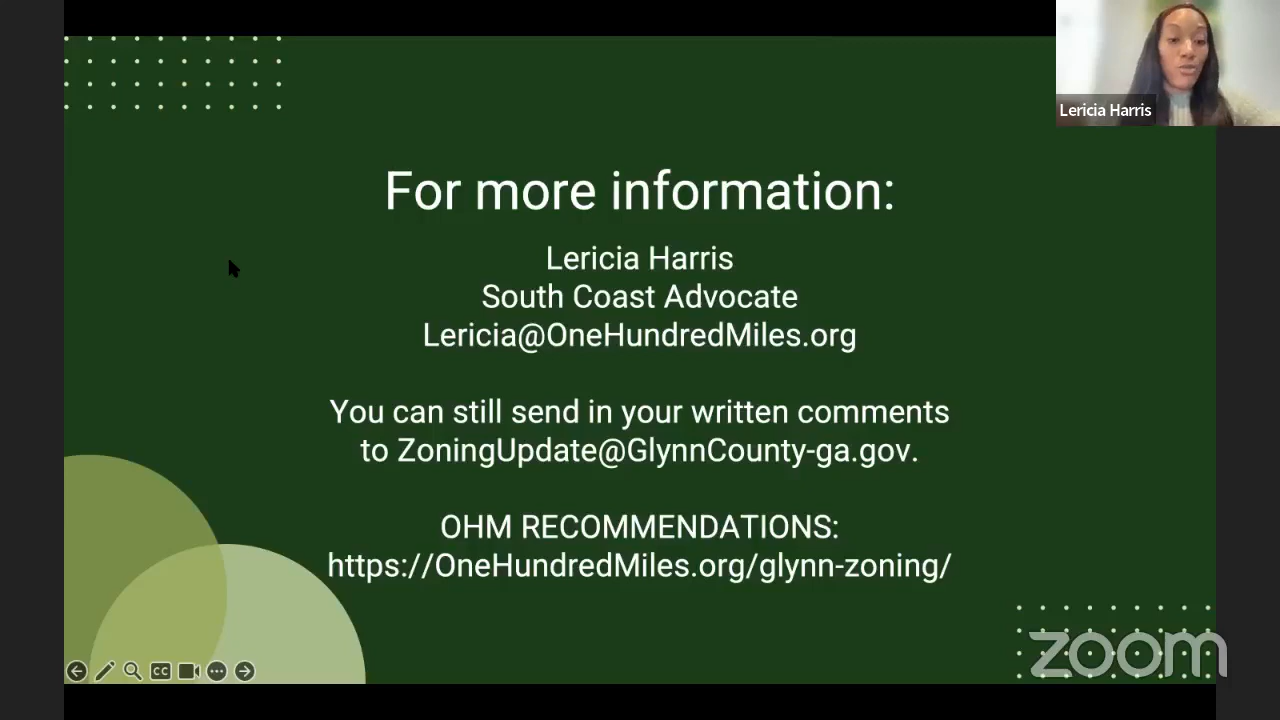 Lericia Harris
For more information:
Lericia Harris
South Coast Advocate
Lericia@OneHundredMiles.org
You can still send in your written comments
to ZoningUpdate@GlynnCounty-ga.gov.
OHM RECOMMENDATIONS:
https://OneHundredMiles.org/glynn-zoning/
CC
zoom